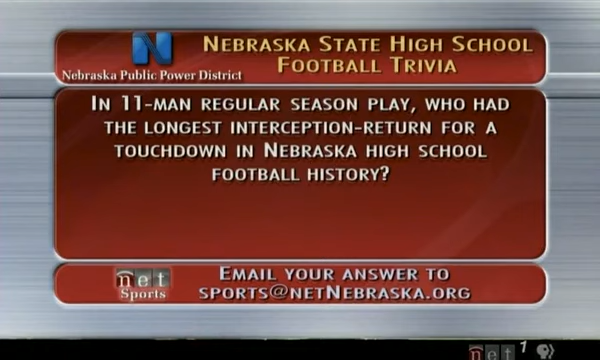 NEBRASKA STATE HIGH SCHOOL
FOOTBALL TRIVIA
N
Nebraska Public Power District
IN 11-MAN REGULAR SEASON PLAY, WHO HAD
THE LONGEST INTERCEPTION-RETURN FOR A
TOUCHDOWN IN NEBRASKA HIGH SCHOOL
FOOTBALL HISTORY?
net
Sports
EMAIL YOUR ANSWER TO
SPORTS@NETNEBRASKA.ORG
net 1